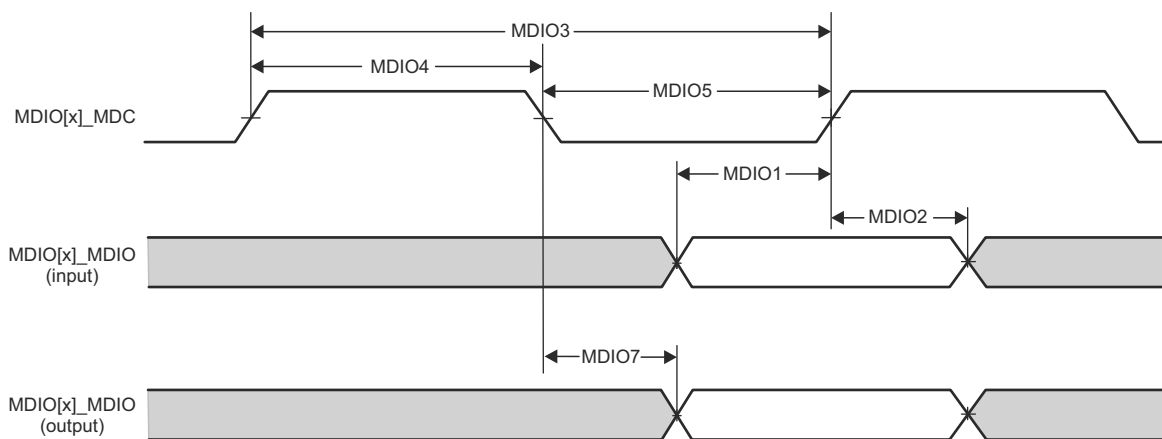 MDIO3
MDIO4
MDIO5
MDIO[x]_MDC
MDIO1
MDIO2
MDIO[x]_MDIO
(input)
MDIO7
MDIO[x]_MDIO
(output)